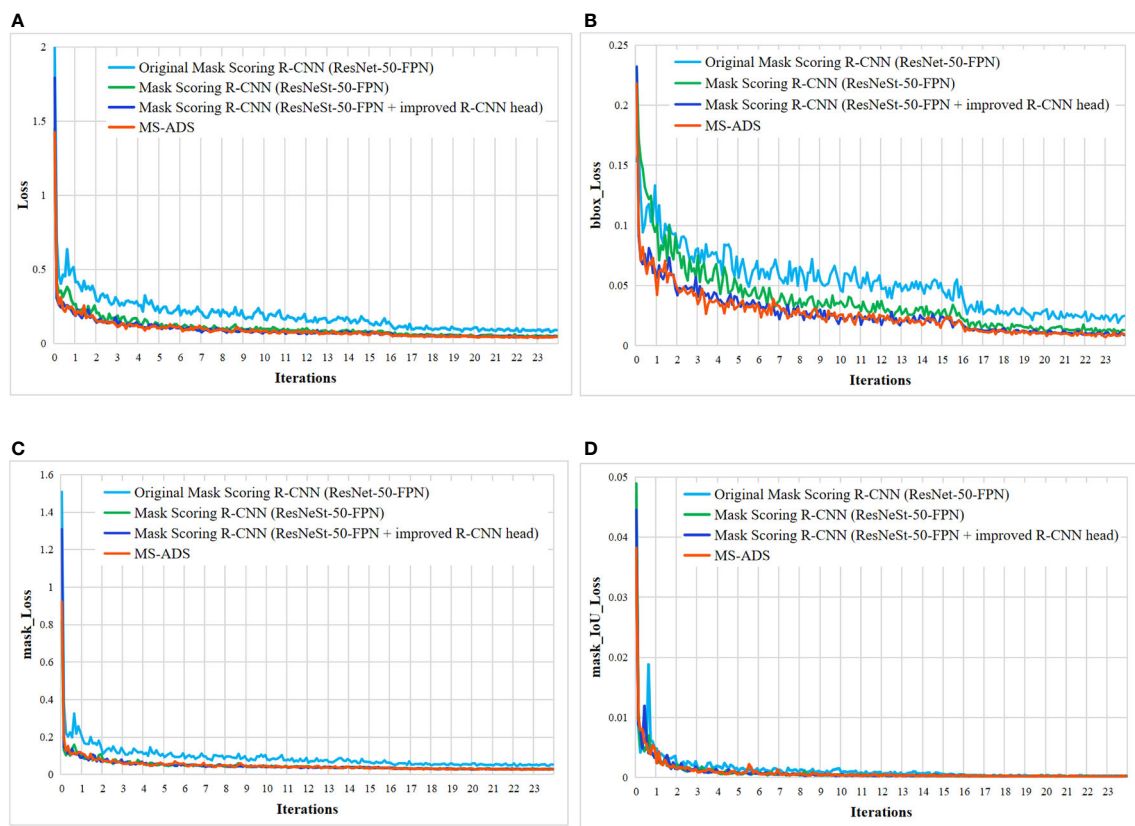 A
2
Original Mask Scoring R-CNN (ResNet-50-FPN)
Mask Scoring R-CNN (ResNeSt-50-FPN)
Mask Scoring R-CNN (ResNeSt-50-FPN + improved R-CNN head)
MS-ADS
1.5
1
0.5
0
Loss
0 1 2 3 4 5 6 7 8 9 10 11 12 13 14 15 16 17 18 19 20 21 22 23
Iterations
B
0.25
Original Mask Scoring R-CNN (ResNet-50-FPN)
Mask Scoring R-CNN (ResNeSt-50-FPN)
Mask Scoring R-CNN (ResNeSt-50-FPN + improved R-CNN head)
MS-ADS
0.2
0.15
0.1
0.05
0
bbox_Loss
0 1 2 3 4 5 6 7 8 9 10 11 12 13 14 15 16 17 18 19 20 21 22 23
Iterations
C
1.6
Original Mask Scoring R-CNN (ResNet-50-FPN)
Mask Scoring R-CNN (ResNeSt-50-FPN)
Mask Scoring R-CNN (ResNeSt-50-FPN + improved R-CNN head)
MS-ADS
1.4
1.2
1
0.8
0.6
0.4
0.2
0
mask_Loss
0 1 2 3 4 5 6 7 8 9 10 11 12 13 14 15 16 17 18 19 20 21 22 23
Iterations
D
0.05
Original Mask Scoring R-CNN (ResNet-50-FPN)
Mask Scoring R-CNN (ResNeSt-50-FPN)
Mask Scoring R-CNN (ResNeSt-50-FPN + improved R-CNN head)
MS-ADS
0.04
0.03
0.02
0.01
0
mask_IoU_Loss
0 1 2 3 4 5 6 7 8 9 10 11 12 13 14 15 16 17 18 19 20 21 22 23
Iterations